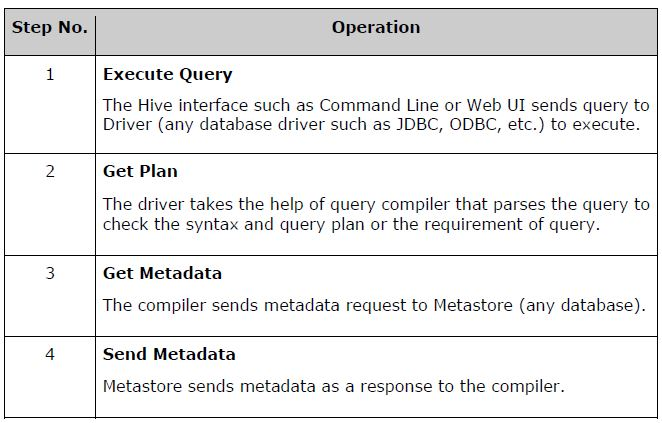 Step No. Operation
1 Execute Query
The Hive interface such as Command Line or Web UI sends query to
Driver (any database driver such as JDBC, ODBC, etc.) to execute.
2 Get Plan
The driver takes the help of query compiler that parses the query to
check the syntax and query plan or the requirement of query.
3 Get Metadata
The compiler sends metadata request to Metastore (any database).
4 Send Metadata
Metastore sends metadata as a response to the compiler.